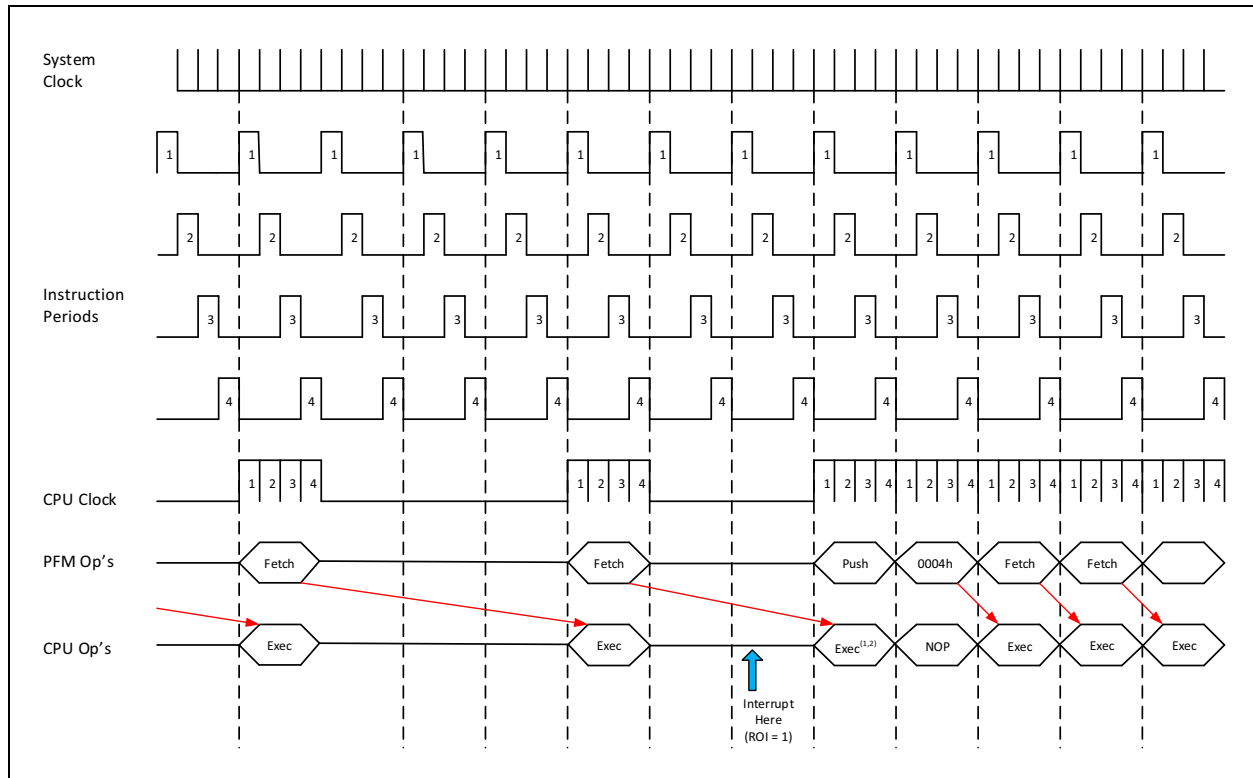 System
Clock
1 1 1 1 1 1 1 1 1 1 1 1 1
2 2 2 2 2 2 2 2 2 2 2 2 2
Instruction
Periods
3 3 3 3 3 3 3 3 3 3 3 3 3
4 4 4 4 4 4 4 4 4 4 4 4 4
CPU Clock 1 2 3 4 1 2 3 4 1 2 3 4 1 2 3 4 1 2 3 4 1 2 3 4 1 2 3 4
PFM Op's Fetch Fetch Push 0004h Fetch Fetch
CPU Op's Exec Exec Exec(1,2) NOP Exec Exec Exec
Interrupt
Here
(ROI = 1)